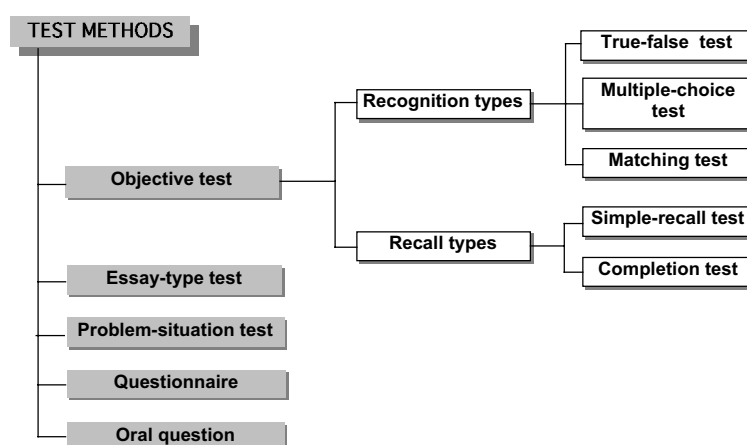 TEST METHODS
True-false test
Recognition types
Multiple-choice
test
Matching test
Objective test
Simple-recall test
Recall types
Completion test
Essay-type test
Problem-situation test
Questionnaire
Oral question